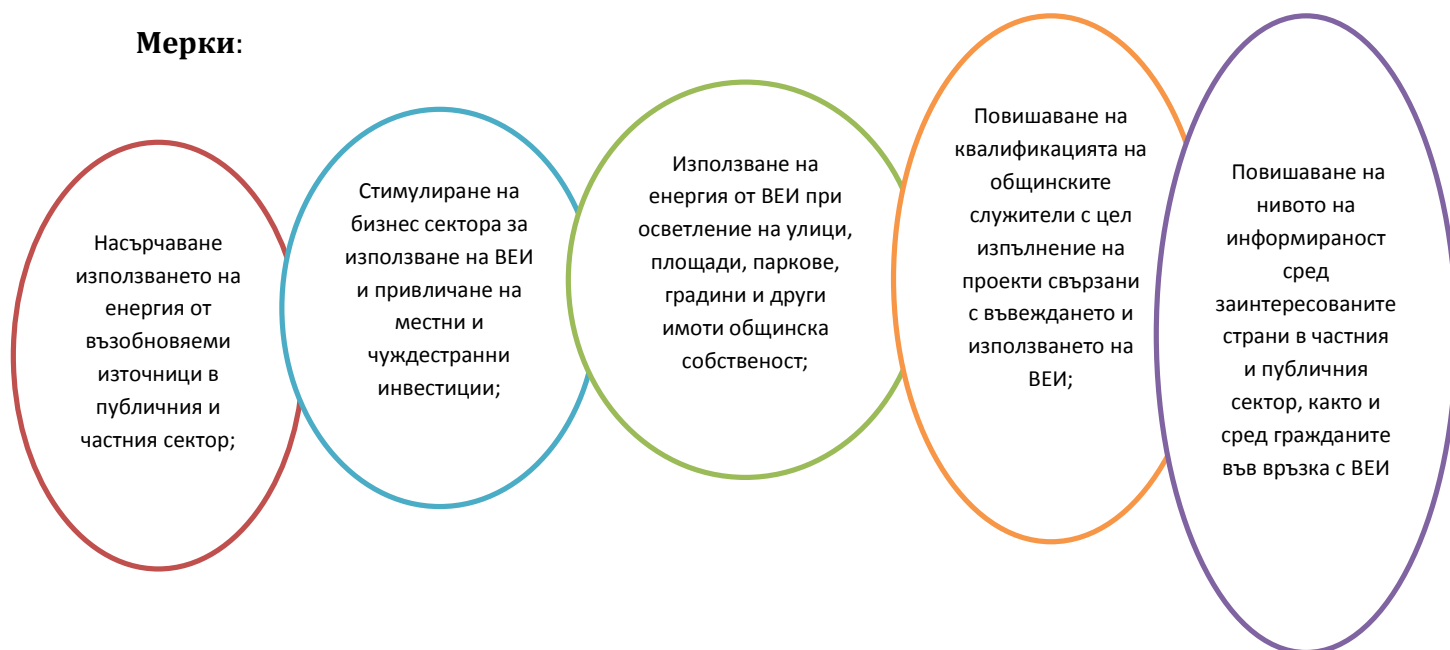 Мерки:
Насърчаване
използването на
енергия от
възобновяеми
източници в
публичния и
частния сектор;
Стимулиране на
бизнес сектора за
използване на ВЕИ
и привличане на
местни и
чуждестранни
инвестиции;
Използване на
енергия от ВЕИ при
осветление на улици,
площади, паркове,
градини и други
имоти общинска
собственост;
Повишаване на
квалификацията на
общинските
служители с цел
изпълнение на
проекти свързани
с въвеждането и
използването на
ВЕИ;
Повишаване на
нивото на
информираност
сред
заинтересованите
страни в частния
и публичния
сектор, както и
сред гражданите
във връзка с ВЕИ